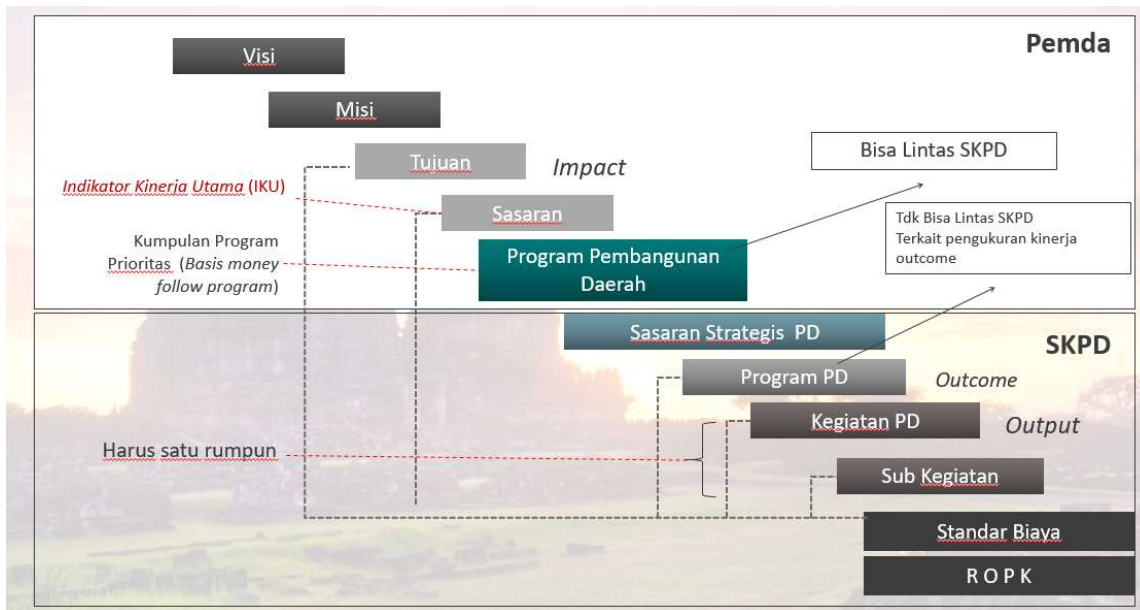 Pemda
Visi
Misi
Tujuan
Impact
Bisa Lintas SKPD
Indikator Kinerja Utama (IKU)
Sasaran
Tdk Bisa Lintas SKPD
Terkait pengukuran kinerja
outcome
Kumpulan Program
Prioritas (Basis money
follow program)
Program Pembangunan
Daerah
SKPD
Sasaran Strategis PD
Program PD
Outcome
Kegiatan PD
Output
Harus satu rumpun
Sub Kegiatan
Standar Biaya
R O P K